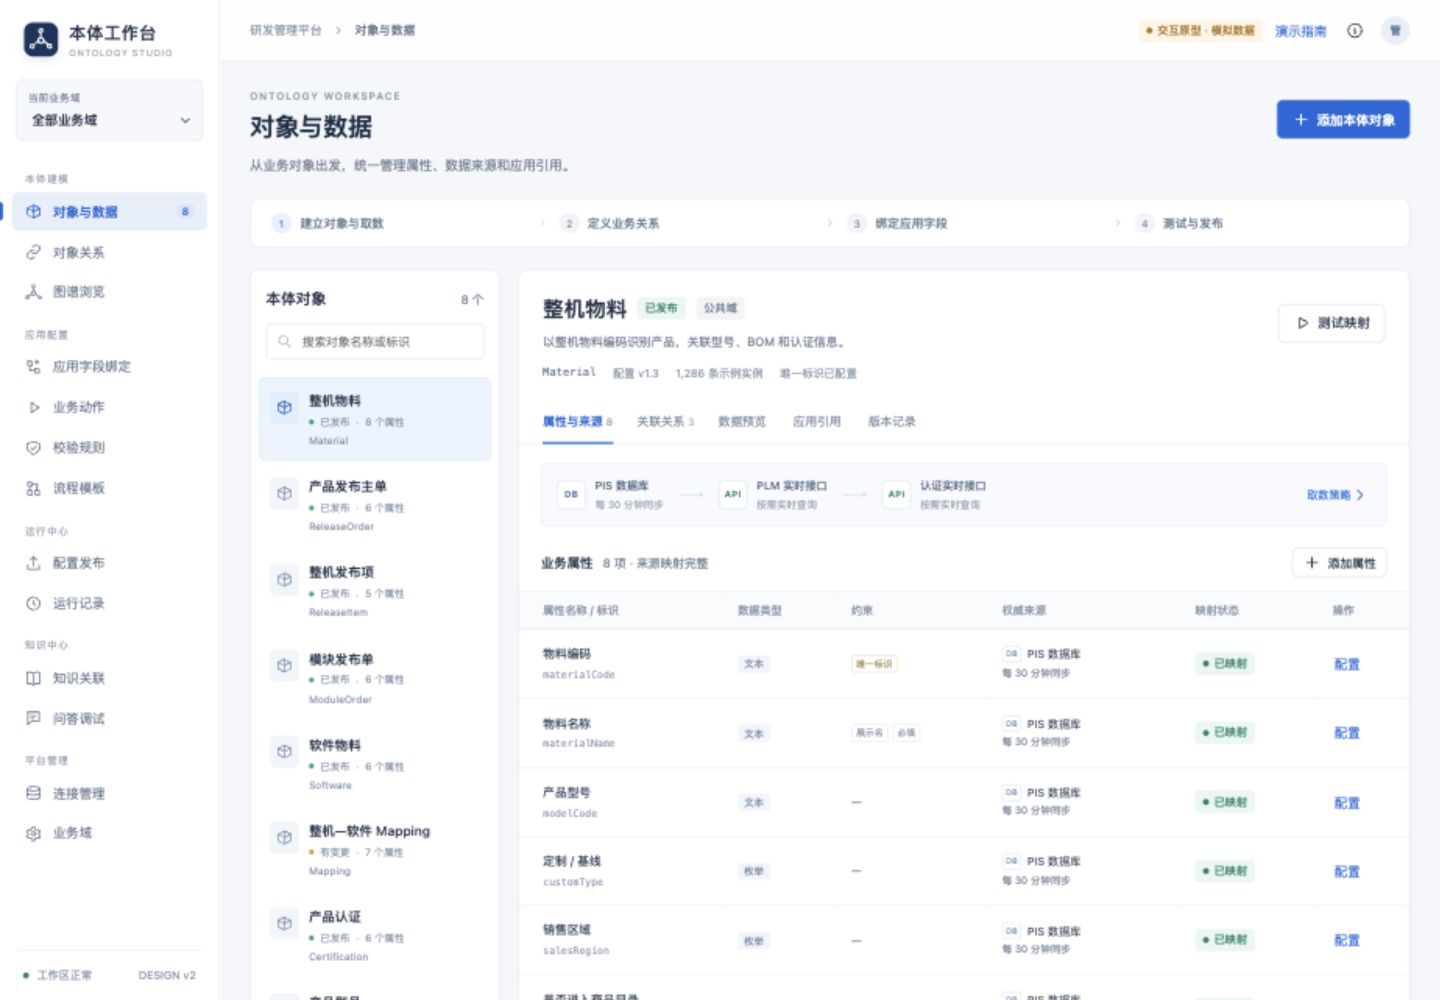 本体工作台
ONTOLOGY STUDIO
当前业务域
全部业务域
本体建模
对象与数据 8
对象关系
图谱浏览
应用配置
应用字段绑定
业务动作
校验规则
流程模板
运行中心
配置发布
运行记录
知识中心
知识关联
问答调试
平台管理
连接管理
业务域
工作区正常 DESIGN v2
研发管理平台 > 对象与数据
交互原型 · 模拟数据 演示指南 管
ONTOLOGY WORKSPACE
对象与数据
从业务对象出发，统一管理属性、数据来源和应用引用。
+ 添加本体对象
1 建立对象与取数 > 2 定义业务关系 > 3 绑定应用字段 > 4 测试与发布
本体对象 8 个
搜索对象名称或标识
整机物料
已发布 · 8 个属性
Material
产品发布主单
已发布 · 6 个属性
ReleaseOrder
整机发布项
已发布 · 5 个属性
ReleaseItem
模块发布单
已发布 · 6 个属性
ModuleOrder
软件物料
已发布 · 6 个属性
Software
整机—软件 Mapping
有变更 · 7 个属性
Mapping
产品认证
已发布 · 6 个属性
Certification
整机物料 已发布 公共域
测试映射
以整机物料编码识别产品，关联型号、BOM 和认证信息。
Material 配置 v1.3 1,286 条示例实例 唯一标识已配置
属性与来源 8 关联关系 3 数据预览 应用引用 版本记录
DB PIS 数据库 每 30 分钟同步
API PLM 实时接口 按需实时查询
API 认证实时接口 按需实时查询
取数策略 >
业务属性 8 项 · 来源映射完整
+ 添加属性
属性名称 / 标识 数据类型 约束 权威来源 映射状态 操作
物料编码 文本 唯一标识 DB PIS 数据库 已映射 配置
materialCode 每 30 分钟同步
物料名称 文本 展示名 必填 DB PIS 数据库 已映射 配置
materialName 每 30 分钟同步
产品型号 文本 — DB PIS 数据库 已映射 配置
modelCode 每 30 分钟同步
定制 / 基线 枚举 — DB PIS 数据库 已映射 配置
customType 每 30 分钟同步
销售区域 枚举 — DB PIS 数据库 已映射 配置
salesRegion 每 30 分钟同步